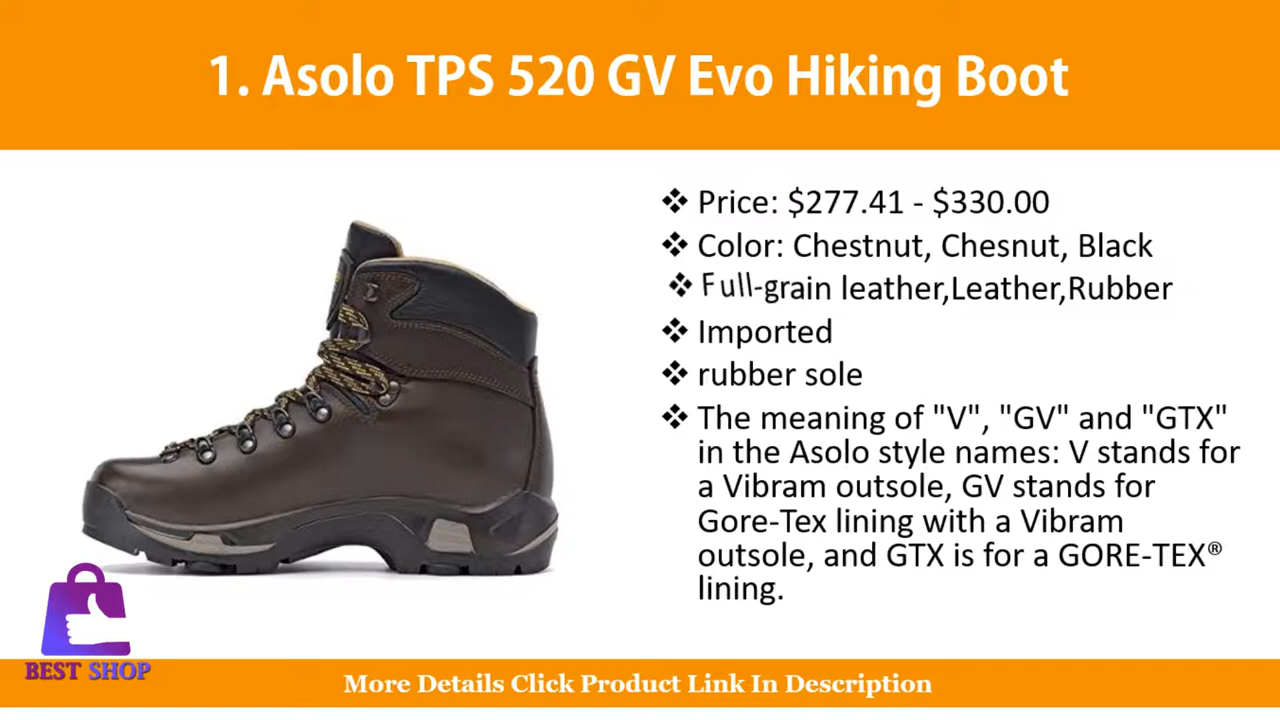 1. Asolo TPS 520 GV Evo Hiking Boot
❖ Price: $277.41 - $330.00
❖ Color: Chestnut, Chesnut, Black
❖ Full-grain leather,Leather,Rubber
❖ Imported
❖ rubber sole
❖ The meaning of "V", "GV" and "GTX"
in the Asolo style names: V stands for
a Vibram outsole, GV stands for
Gore-Tex lining with a Vibram
outsole, and GTX is for a GORE-TEX®
lining.
BEST SHOP
More Details Click Product Link In Description